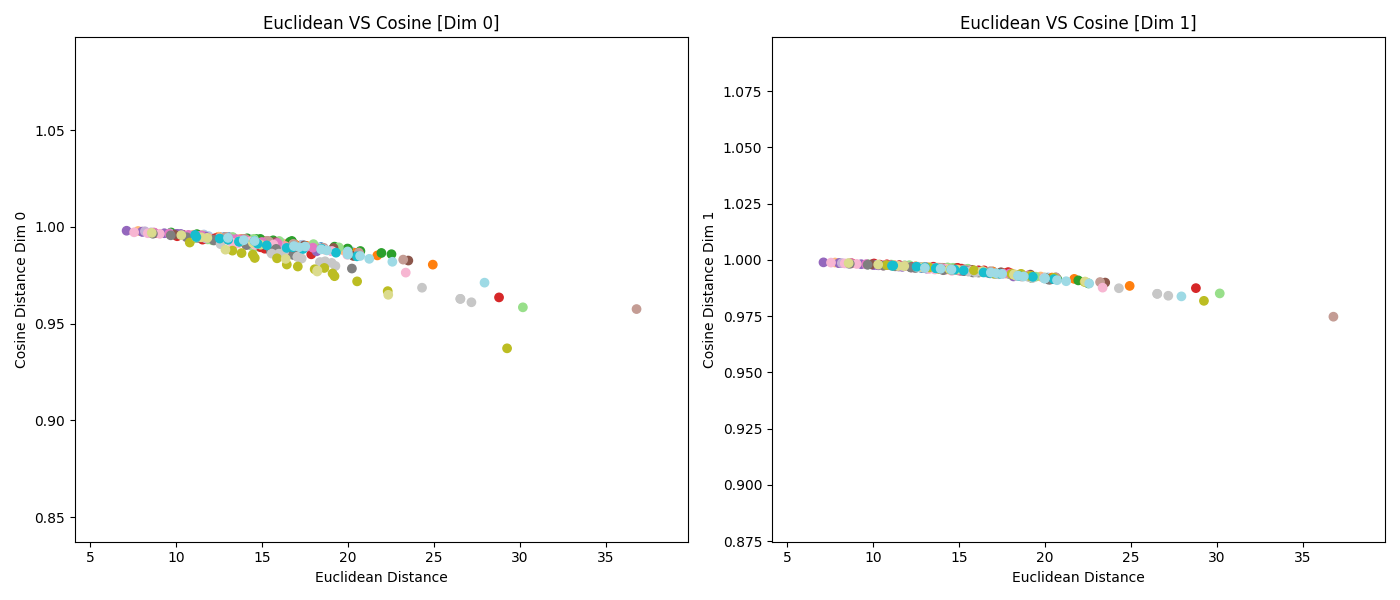 Euclidean VS Cosine [Dim 0]
Cosine Distance Dim 0
1.05
1.00
0.95
0.90
0.85
5 10 15 20 25 30 35
Euclidean Distance
Euclidean VS Cosine [Dim 1]
Cosine Distance Dim 1
1.075
1.050
1.025
1.000
0.975
0.950
0.925
0.900
0.875
5 10 15 20 25 30 35
Euclidean Distance